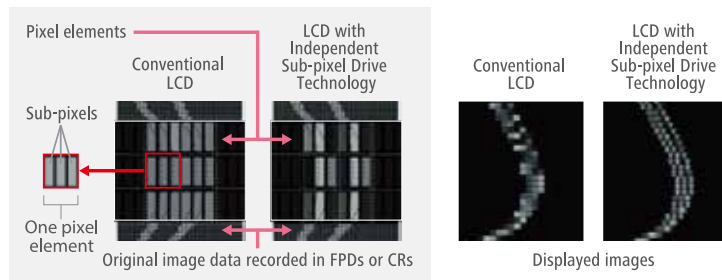 Pixel elements
LCD with
Independent
Sub-pixel Drive
Technology
Conventional
LCD
Sub-pixels
One pixel
element
Original image data recorded in FPDs or CRs
Conventional
LCD
LCD with
Independent
Sub-pixel Drive
Technology
Displayed images